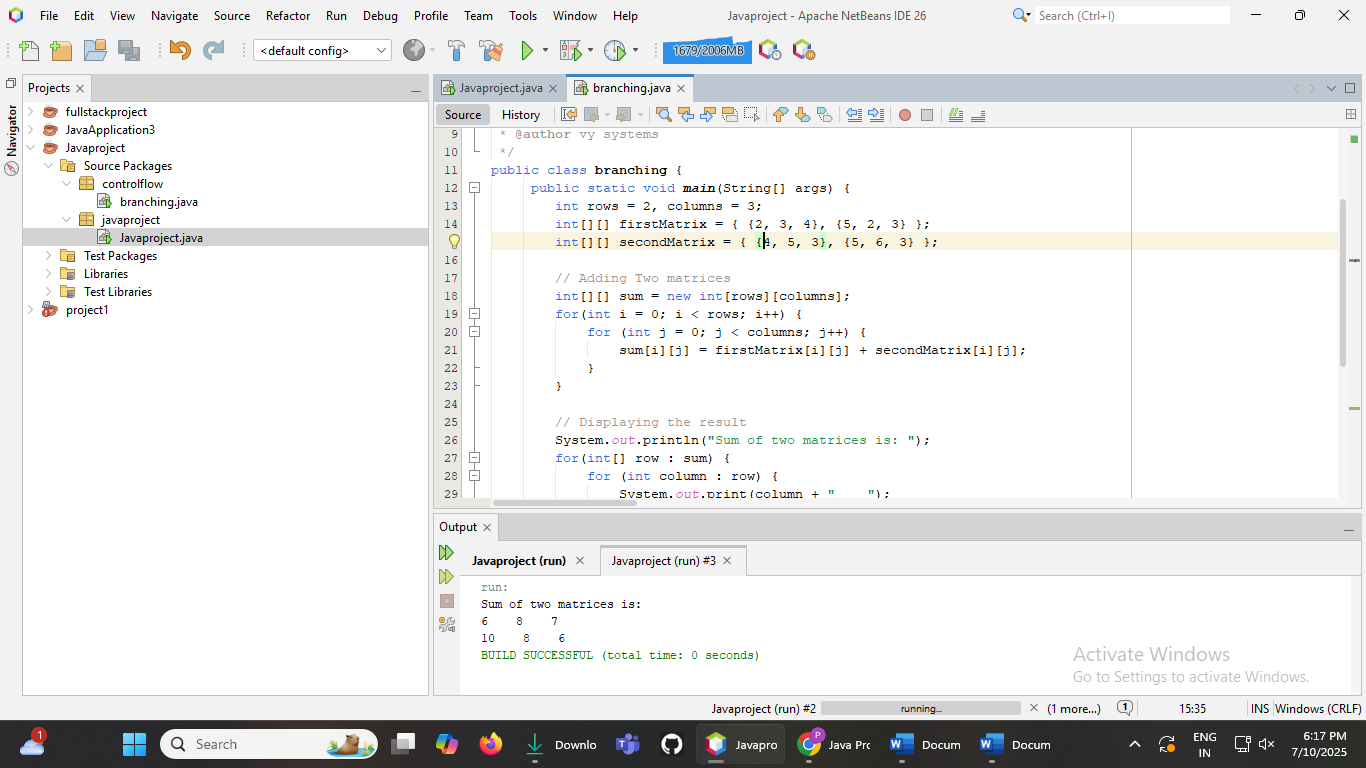 File Edit View Navigate Source Refactor Run Debug Profile Team Tools Window Help
Javaproject - Apache NetBeans IDE 26
Search (Ctrl+I)
<default config>
1679/2006MB
Projects
Navigator
fullstackproject
JavaApplication3
Javaproject
Source Packages
controlflow
branching.java
javaproject
Javaproject.java
Test Packages
Libraries
Test Libraries
project1
Javaproject.java
branching.java
Source History
9 * @author vy systems
10 */
11 public class branching {
12 public static void main(String[] args) {
13 int rows = 2, columns = 3;
14 int[][] firstMatrix = { {2, 3, 4}, {5, 2, 3} };
int[][] secondMatrix = { {4, 5, 3}, {5, 6, 3} };
16
17 // Adding Two matrices
18 int[][] sum = new int[rows][columns];
19 for(int i = 0; i < rows; i++) {
20 for (int j = 0; j < columns; j++) {
21 sum[i][j] = firstMatrix[i][j] + secondMatrix[i][j];
22 }
23 }
24
25 // Displaying the result
26 System.out.println("Sum of two matrices is: ");
27 for(int[] row : sum) {
28 for (int column : row) {
29 System.out.print(column + "    ");
Output
Javaproject (run) Javaproject (run) #3
run:
Sum of two matrices is:
6    8    7
10    8    6
BUILD SUCCESSFUL (total time: 0 seconds)
Activate Windows
Go to Settings to activate Windows.
Javaproject (run) #2 running... (1 more...) 1 15:35 INS Windows (CRLF)
1
Search
Downlo
Javapro
P
Java Prc
Docum
Docum
ENG
IN
6:17 PM
7/10/2025